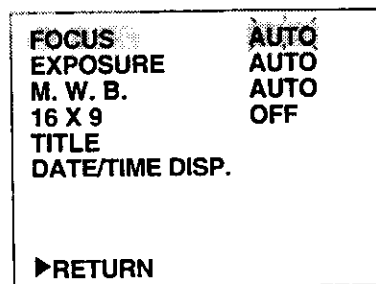 FOCUS AUTO
EXPOSURE AUTO
M. W. B. AUTO
16 X 9 OFF
TITLE
DATE/TIME DISP.
▶RETURN